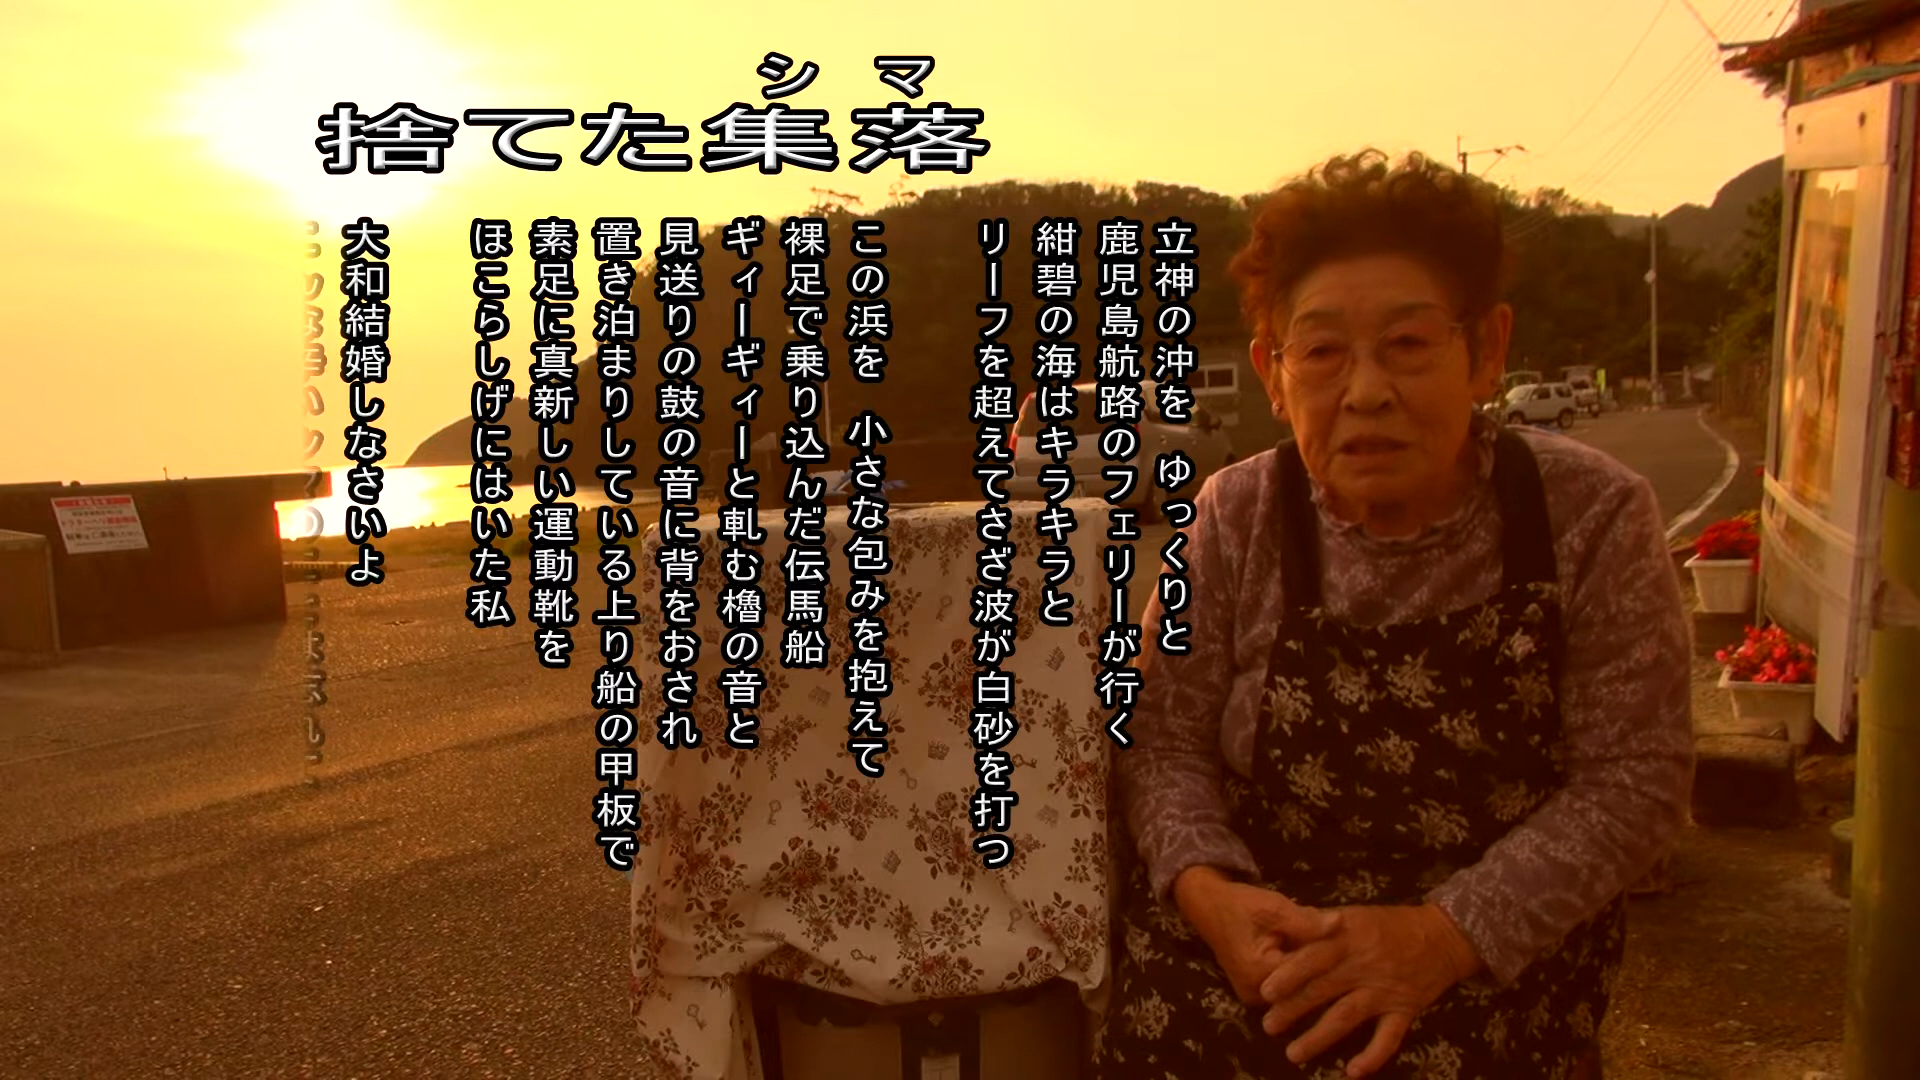 シマ
捨てた集落
立神の沖を　ゆっくりと
鹿児島航路のフェリーが行く
紺碧の海はキラキラと
リーフを超えてさざ波が白砂を打つ
この浜を　小さな包みを抱えて
裸足で乗り込んだ伝馬船
ギィーギィーと軋む櫓の音と
見送りの鼓の音に背をおされ
置き泊まりしている上り船の甲板で
素足に真新しい運動靴を
ほこらしげにはいた私
大和結婚しなさいよ